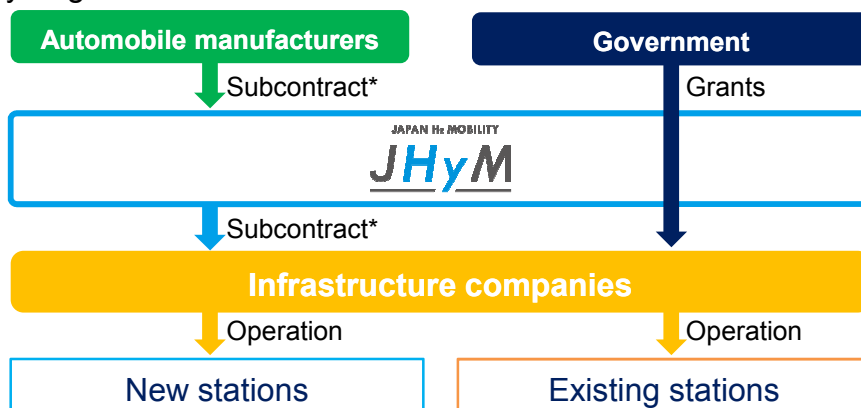 Automobile manufacturers
Government
Subcontract*
Grants
JAPAN H₂ MOBILITY
JHyM
Subcontract*
Infrastructure companies
Operation
Operation
New stations
Existing stations